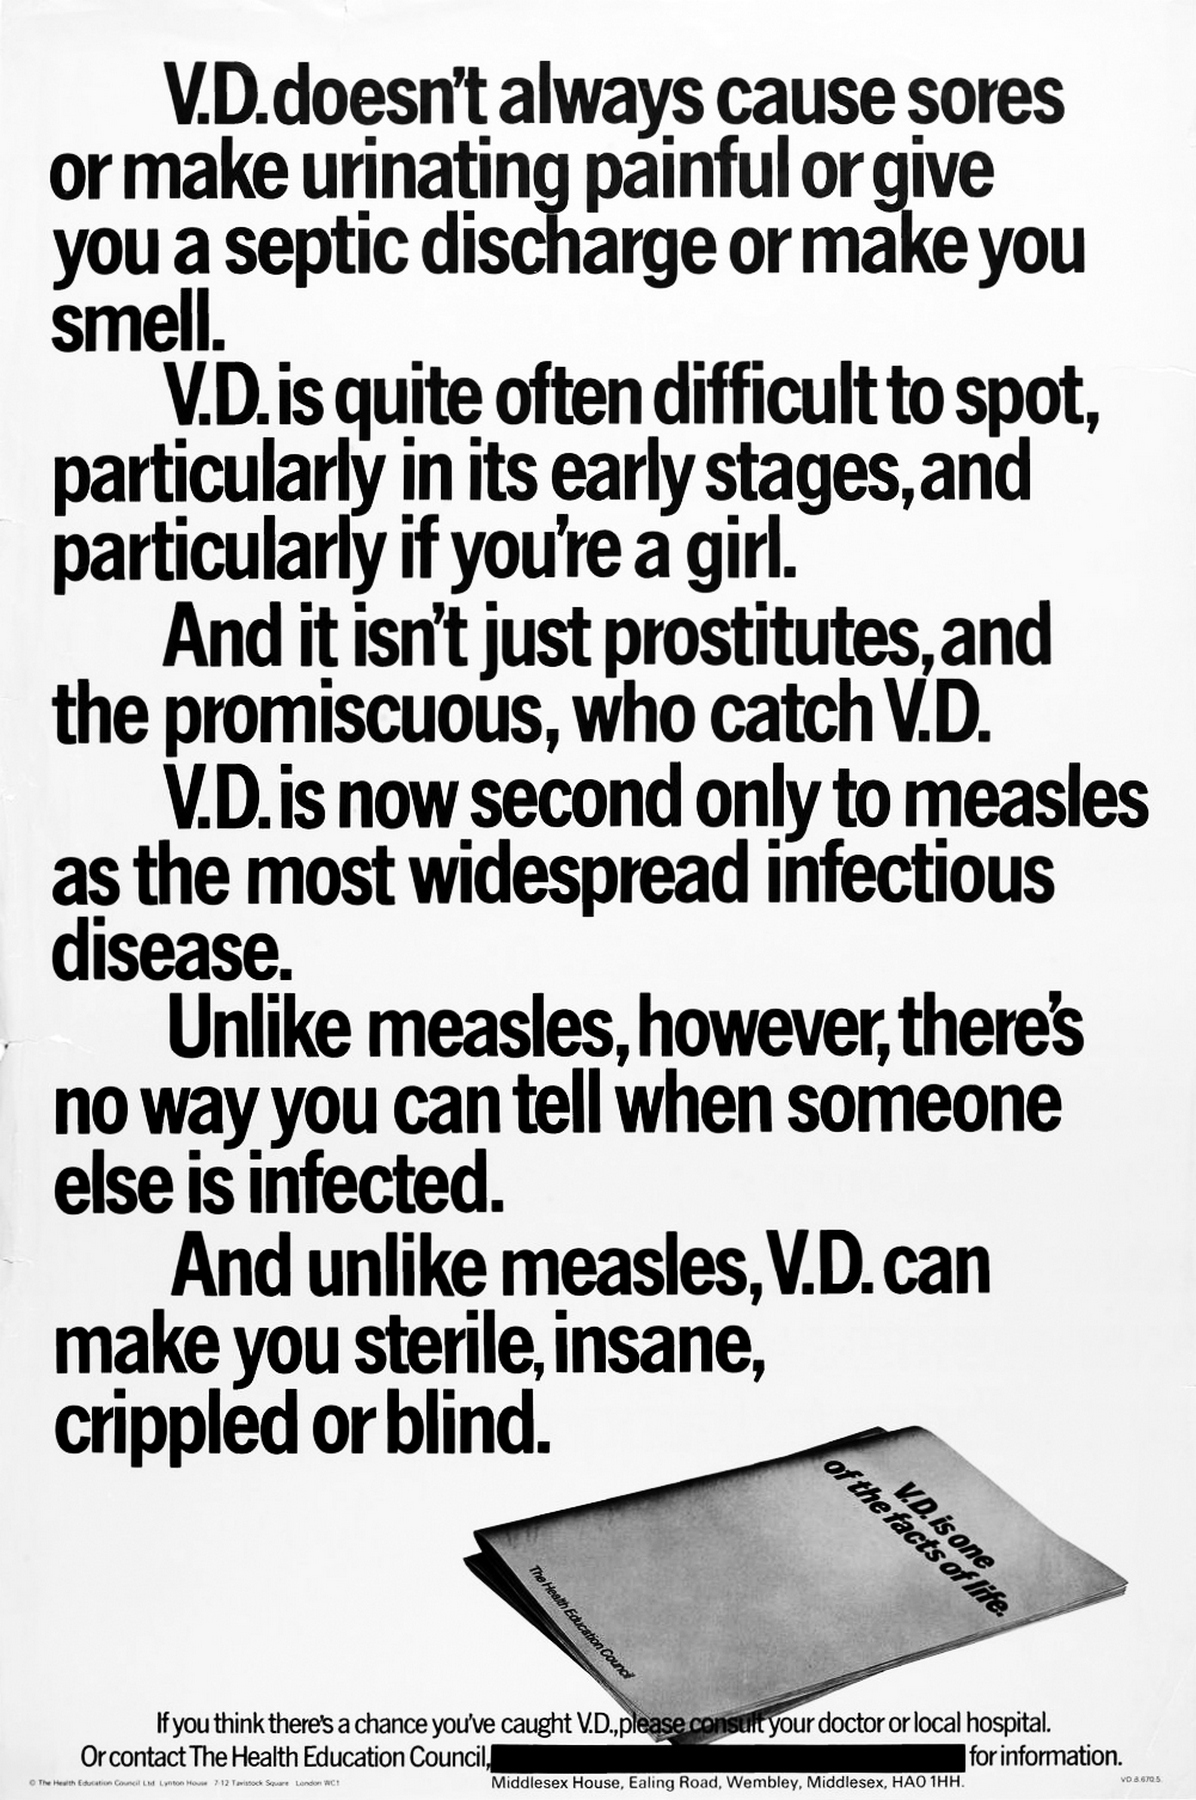 V.D. doesn't always cause sores
or make urinating painful or give
you a septic discharge or make you
smell.
V.D. is quite often difficult to spot,
particularly in its early stages, and
particularly if you're a girl.
And it isn't just prostitutes, and
the promiscuous, who catch V.D.
V.D. is now second only to measles
as the most widespread infectious
disease.
Unlike measles, however, there's
no way you can tell when someone
else is infected.
And unlike measles, V.D. can
make you sterile, insane,
crippled or blind.
V.D. is one
of the facts of life.
The Health Education Council
If you think there's a chance you've caught V.D., please consult your doctor or local hospital.
Or contact The Health Education Council, for information.
Middlesex House, Ealing Road, Wembley, Middlesex, HA0 1HH.
© The Health Education Council Ltd Lynton House 7-12 Tavistock Square London WC1
VD.8.670.5.